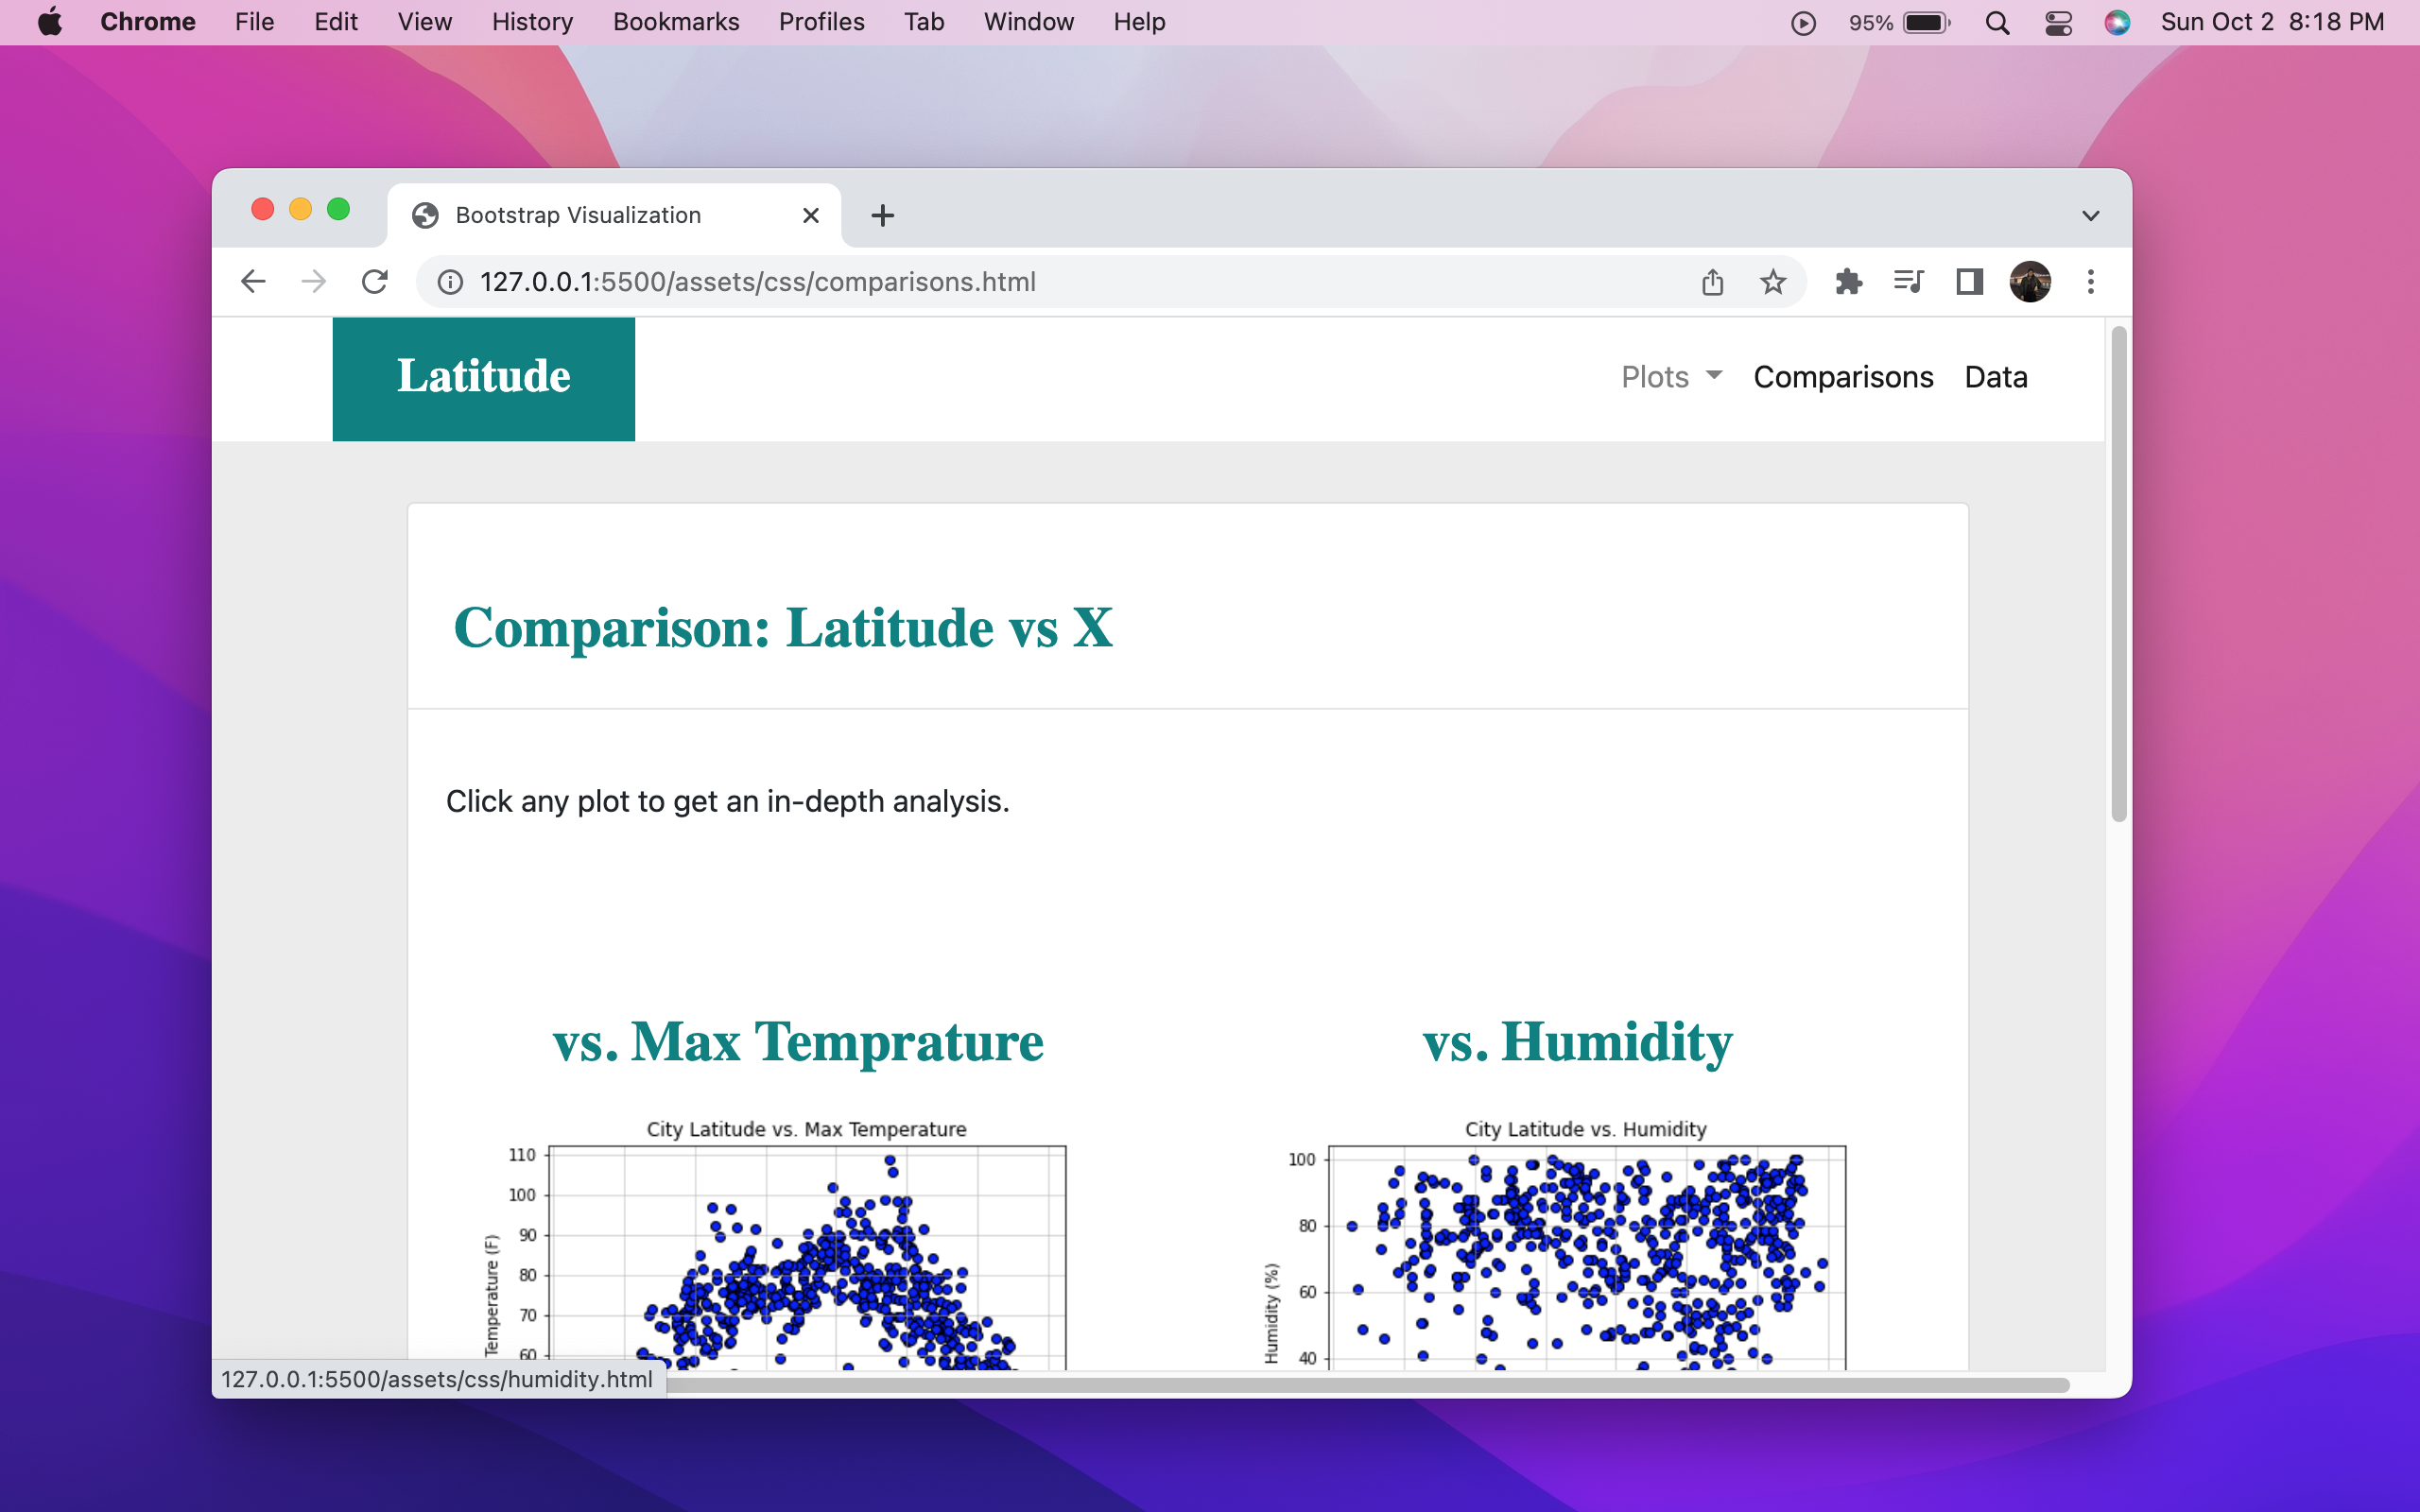 Chrome File Edit View History Bookmarks Profiles Tab Window Help 95% Sun Oct 2 8:18 PM
Bootstrap Visualization
127.0.0.1:5500/assets/css/comparisons.html
Latitude Plots Comparisons Data
Comparison: Latitude vs X
Click any plot to get an in-depth analysis.
vs. Max Temprature
City Latitude vs. Max Temperature
110
100
90
80
70
60
Temperature (F)
vs. Humidity
City Latitude vs. Humidity
100
80
60
40
Humidity (%)
127.0.0.1:5500/assets/css/humidity.html